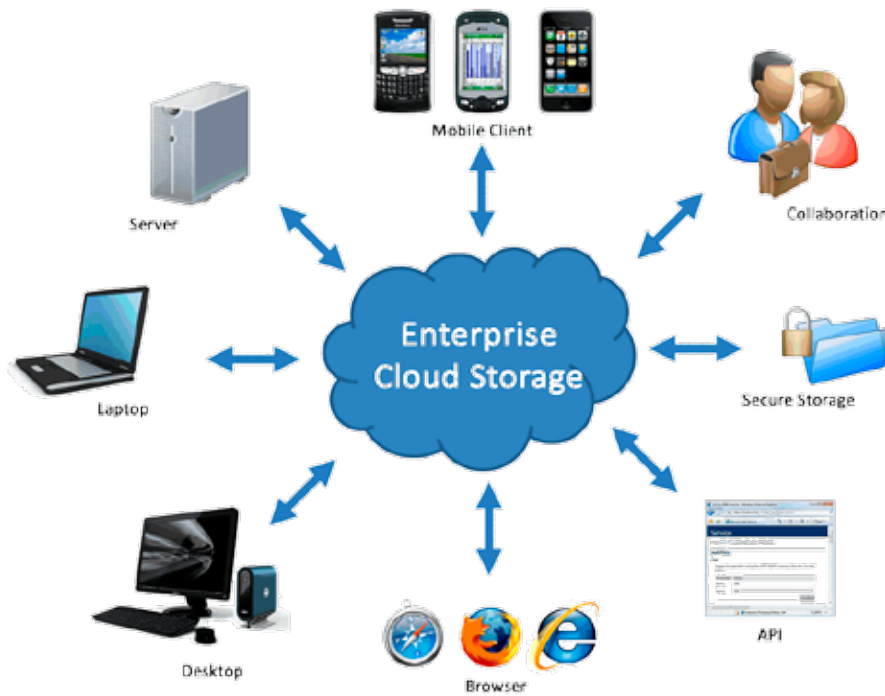 Mobile Client
Server
Collaboration
Enterprise
Cloud Storage
Laptop
Secure Storage
Desktop
Browser
API